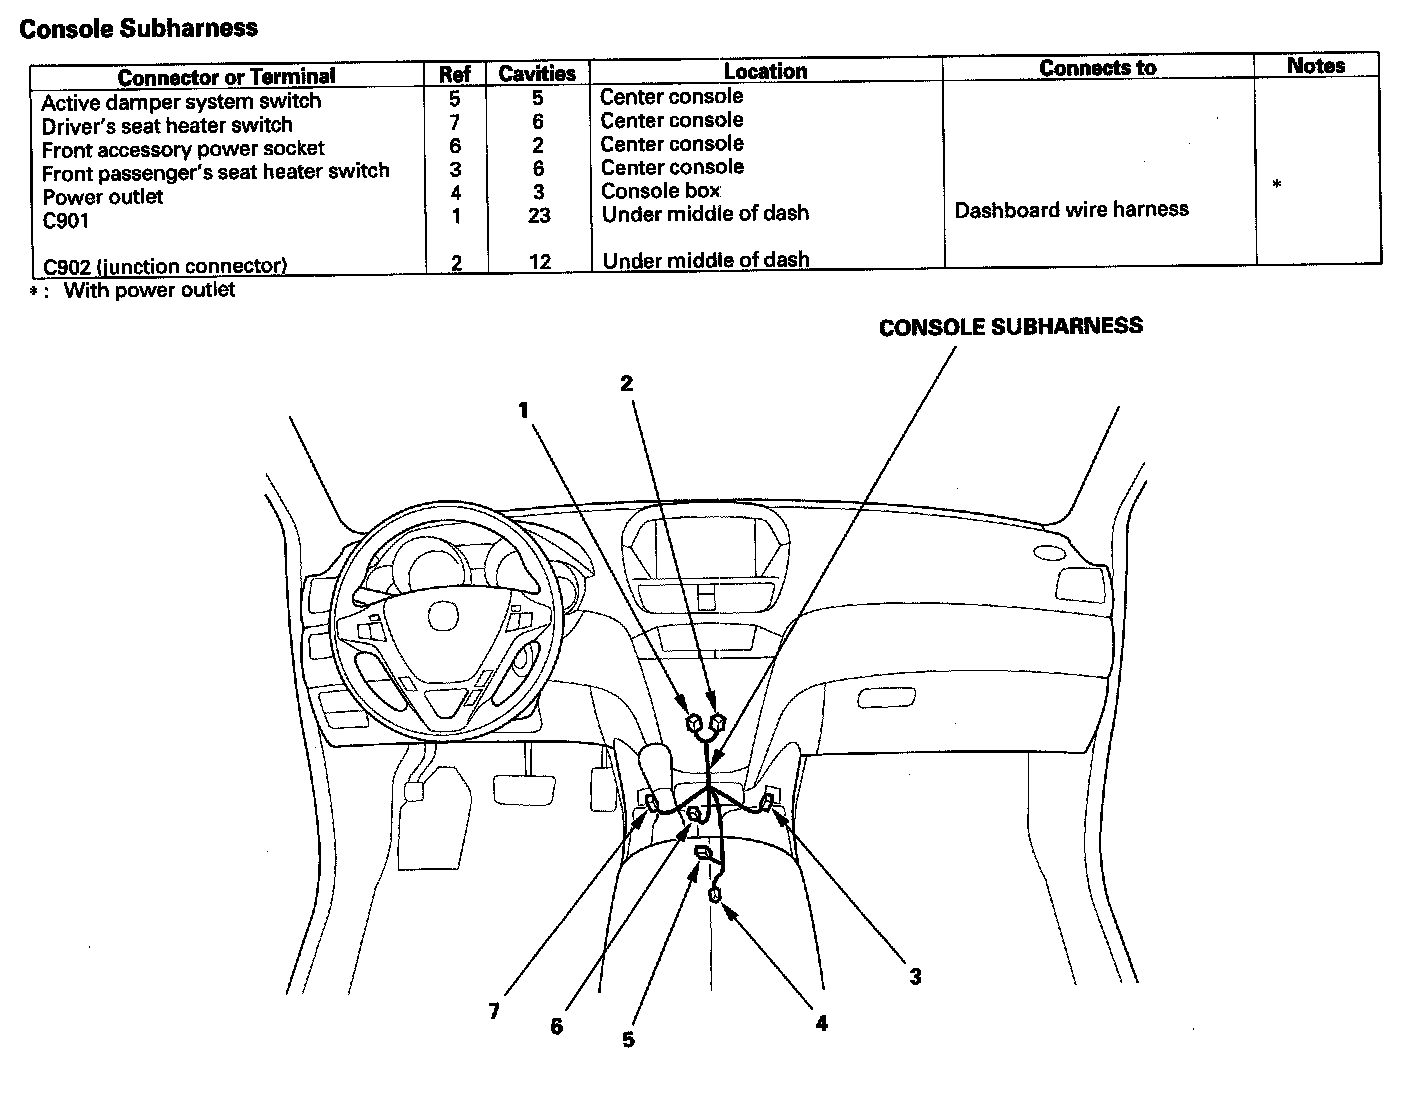 Console Subharness
Connector or Terminal Ref Cavities Location Connects to Notes
Active damper system switch 5 5 Center console
Driver's seat heater switch 7 6 Center console
Front accessory power socket 6 2 Center console
Front passenger's seat heater switch 3 6 Center console
Power outlet 4 3 Console box *
C901 1 23 Under middle of dash Dashboard wire harness
C902 (junction connector) 2 12 Under middle of dash
* : With power outlet
CONSOLE SUBHARNESS
2
1
3
7
6
4
5